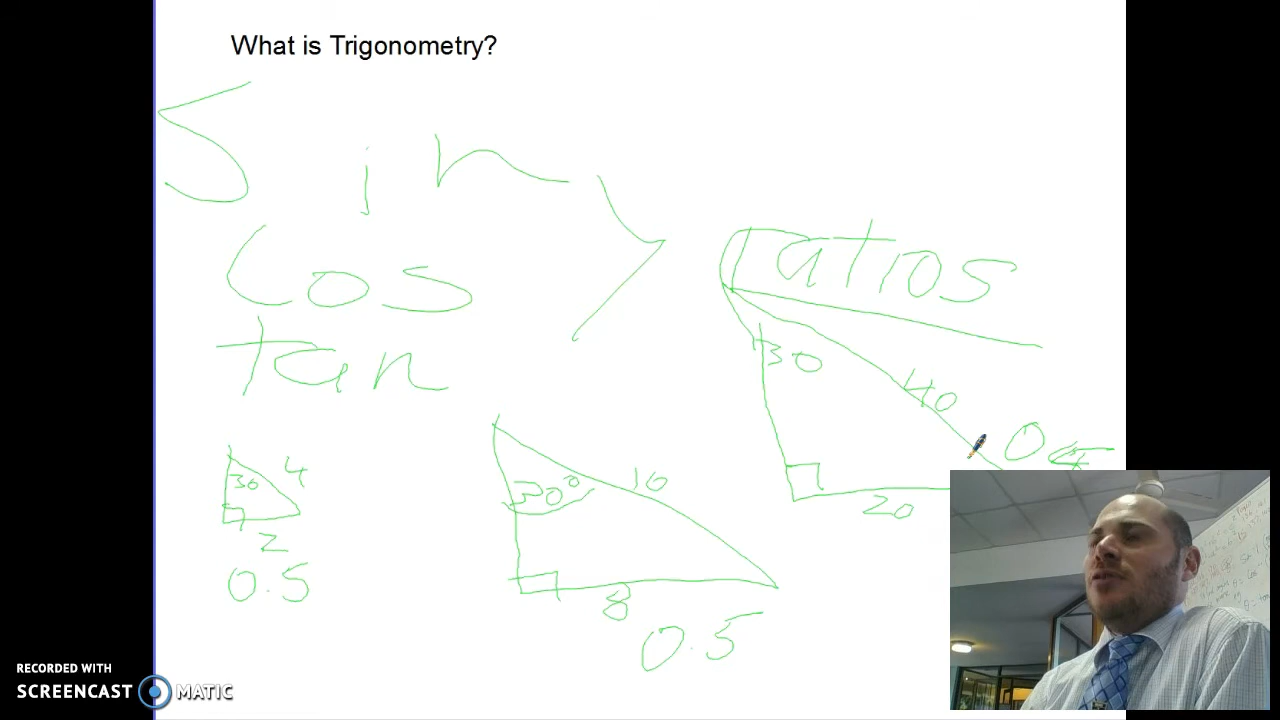 What is Trigonometry?
Sin
Cos
tan
ratios
30
40
20
30
4
2
0.5
30°
16
8
0.5
RECORDED WITH
SCREENCAST MATIC